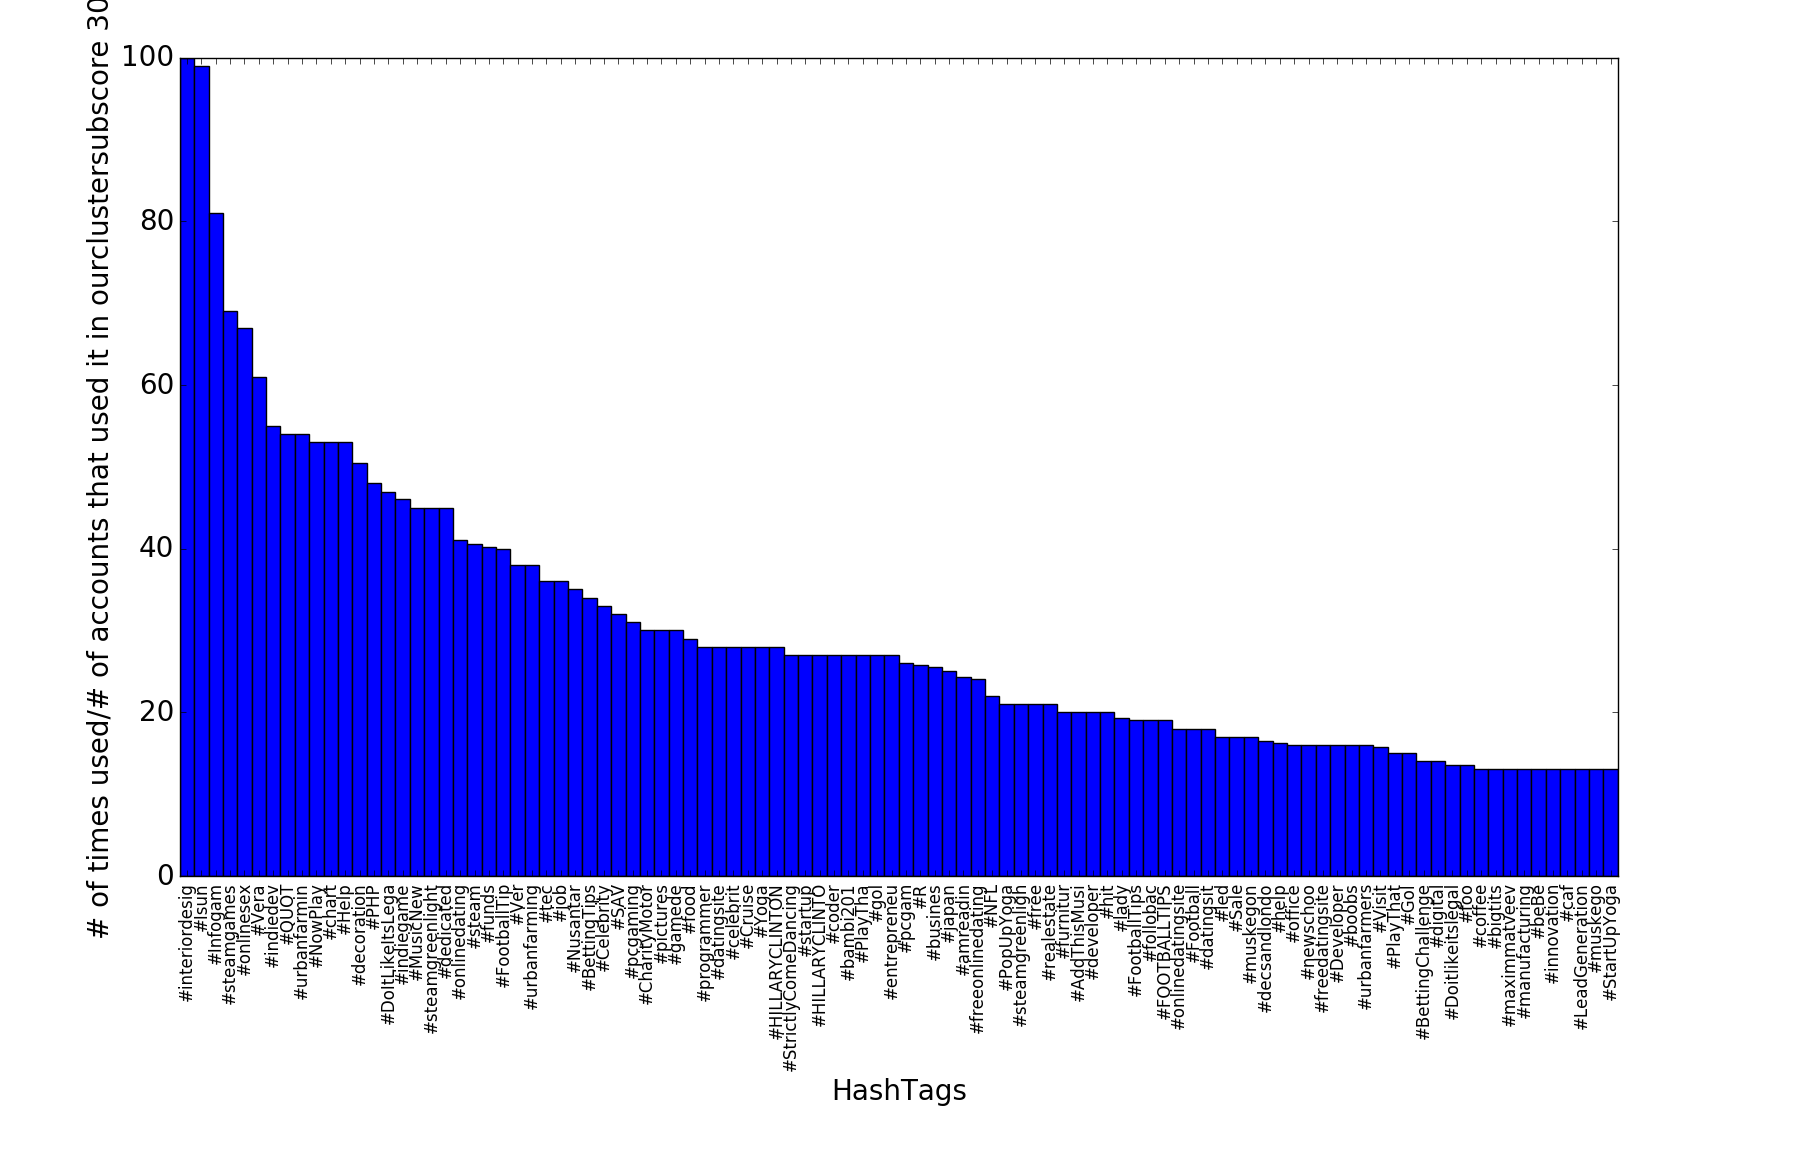 # of times used/# of accounts that used it in ourclustersubscore 30
100
80
60
40
20
0
#interiordesig
#Isun
#Infogam
#steamgames
#onlinesex
#Vera
#indiedev
#QUOT
#urbanfarmin
#NowPlay
#chart
#Help
#decoration
#PHP
#DoItLikeItsLega
#indiegame
#MusicNew
#steamgreenlight
#dedicated
#onlinedating
#steam
#funds
#FootballTip
#Ver
#urbanfarming
#tec
#job
#Nusantar
#BettingTips
#Celebrity
#SAV
#pcgaming
#CharityMotor
#pictures
#gamede
#food
#programmer
#datingsite
#celebrit
#Cruise
#Yoga
#HILLARYCLINTON
#StrictlyComeDancing
#startup
#HILLARYCLINTO
#coder
#bambi201
#PlayTha
#gol
#entrepreneu
#pcgam
#R
#busines
#japan
#amreadin
#freeonlinedating
#NFL
#PopUpYoga
#steamgreenligh
#free
#realestate
#furnitur
#AddThisMusi
#developer
#hit
#lady
#FootballTips
#followbac
#FOOTBALLTIPS
#onlinedatingsite
#Football
#datingsit
#led
#Sale
#muskegon
#decsandlondo
#help
#office
#newschoo
#freedatingsite
#Developer
#boobs
#urbanfarmers
#Visit
#PlayThat
#Gol
#BettingChallenge
#digital
#Doitlikeitslegal
#foo
#coffee
#bigtits
#maximmatveev
#manufacturing
#beBe
#innovation
#caf
#LeadGeneration
#muskego
#StartUpYoga
HashTags